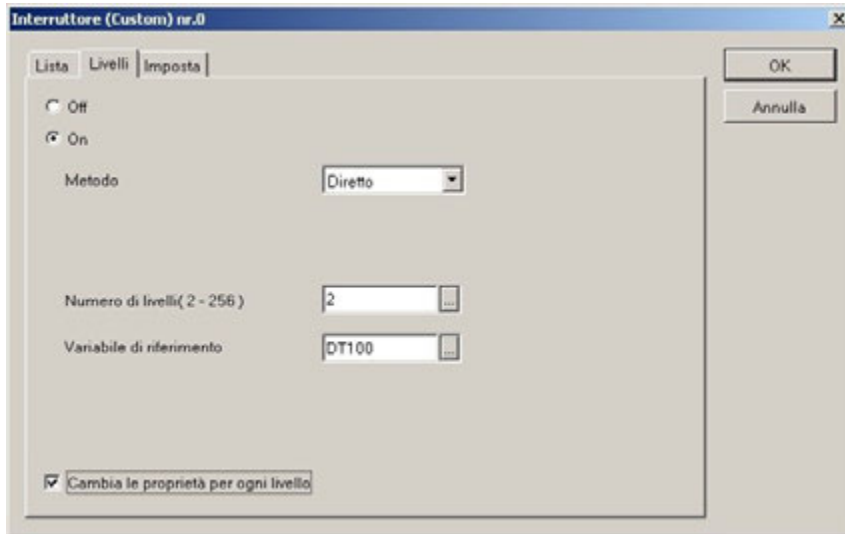 Interruttore (Custom) nr.0
Lista Livelli Imposta
OK
Annulla
Off
On
Metodo Diretto
Numero di livelli( 2 - 256 ) 2 ...
Variabile di riferimento DT100 ...
Cambia le proprietà per ogni livello